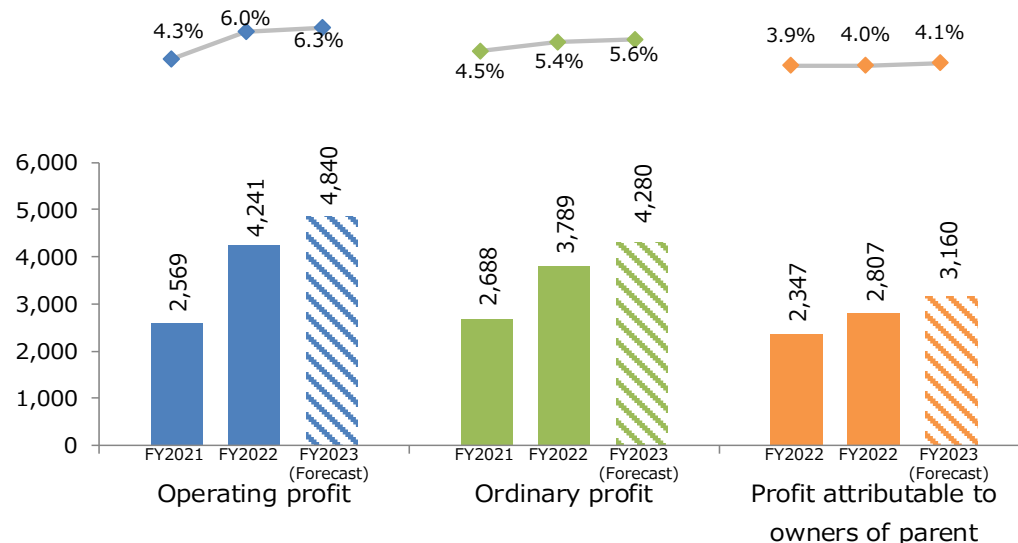 4.3%
6.0%
6.3%
4.5%
5.4%
5.6%
3.9%
4.0%
4.1%
6,000
5,000
4,000
3,000
2,000
1,000
0
2,569
4,241
4,840
2,688
3,789
4,280
2,347
2,807
3,160
FY2021
FY2022
FY2023
(Forecast)
FY2021
FY2022
FY2023
(Forecast)
FY2022
FY2022
FY2023
(Forecast)
Operating profit
Ordinary profit
Profit attributable to
owners of parent